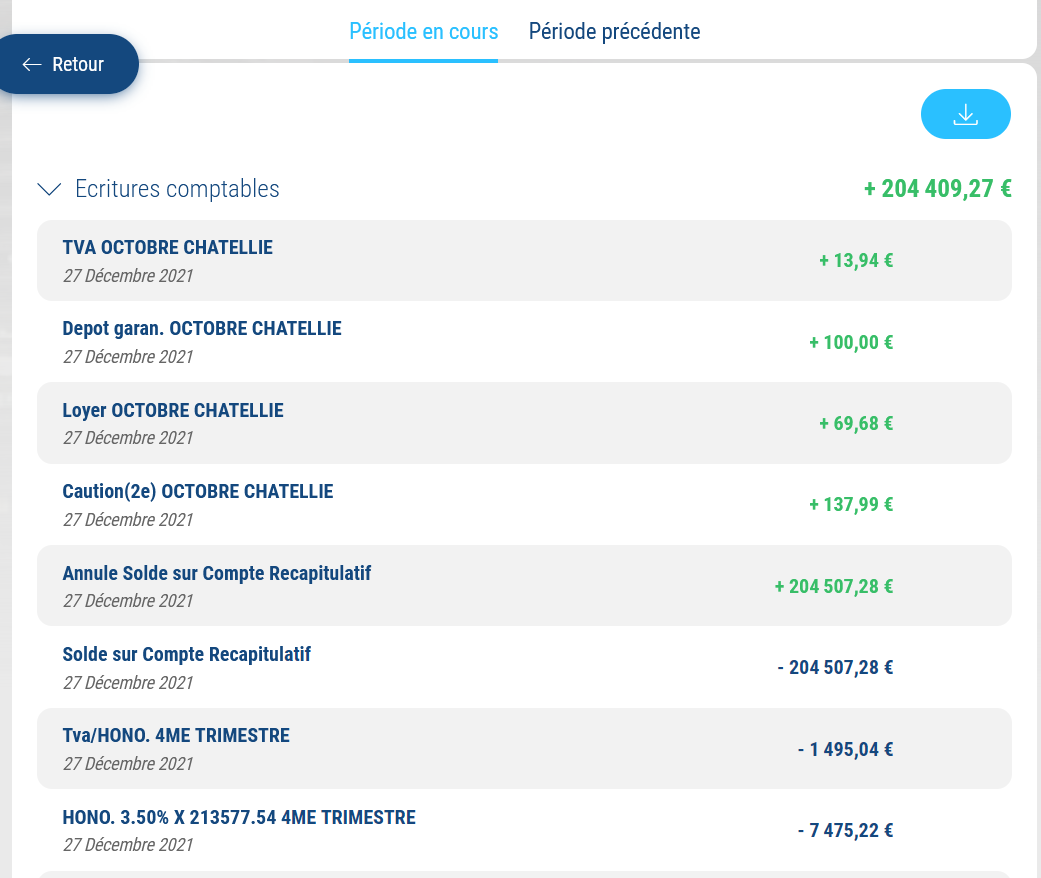 Période en cours Période précédente
Retour
Ecritures comptables + 204 409,27 €
TVA OCTOBRE CHATELLIE
27 Décembre 2021
+ 13,94 €
Depot garan. OCTOBRE CHATELLIE
27 Décembre 2021
+ 100,00 €
Loyer OCTOBRE CHATELLIE
27 Décembre 2021
+ 69,68 €
Caution(2e) OCTOBRE CHATELLIE
27 Décembre 2021
+ 137,99 €
Annule Solde sur Compte Recapitulatif
27 Décembre 2021
+ 204 507,28 €
Solde sur Compte Recapitulatif
27 Décembre 2021
- 204 507,28 €
Tva/HONO. 4ME TRIMESTRE
27 Décembre 2021
- 1 495,04 €
HONO. 3.50% X 213577.54 4ME TRIMESTRE
27 Décembre 2021
- 7 475,22 €